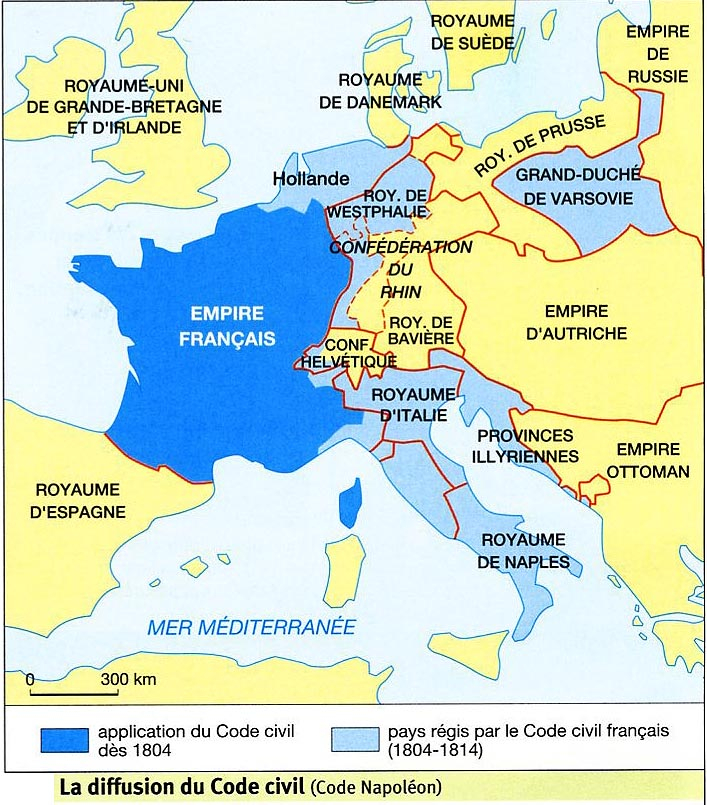 ROYAUME
DE SUÈDE
EMPIRE
DE
RUSSIE
ROYAUME-UNI
DE GRANDE-BRETAGNE
ET D'IRLANDE
ROYAUME
DE DANEMARK
ROY. DE PRUSSE
GRAND-DUCHÉ
DE VARSOVIE
Hollande
ROY. DE
WESTPHALIE
CONFÉDÉRATION
DU
RHIN
EMPIRE
FRANÇAIS
EMPIRE
D'AUTRICHE
ROY. DE
BAVIÈRE
CONF.
HELVÉTIQUE
ROYAUME
D'ITALIE
PROVINCES
ILLYRIENNES
EMPIRE
OTTOMAN
ROYAUME
D'ESPAGNE
ROYAUME
DE NAPLES
MER MÉDITERRANÉE
0 300 km
application du Code civil
dès 1804
pays régis par le Code civil français
(1804-1814)
La diffusion du Code civil (Code Napoléon)